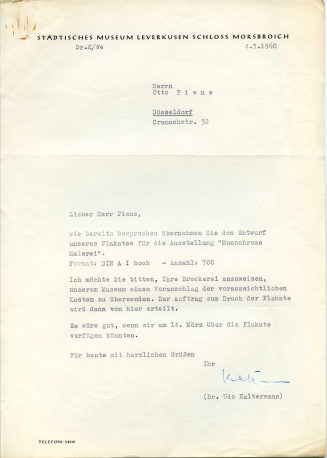 STÄDTISCHES MUSEUM LEVERKUSEN SCHLOSS MORSBROICH
Dr.K/We 4.3.1960
Herrn
Otto Piene
Düsseldorf
Cranachstr. 32
Lieber Herr Piene,
wie bereits besprochen übernehmen Sie den Entwurf
unseres Plakates für die Ausstellung "Monochrome
Malerei".
Format: DIN A I hoch - Anzahl: 700
Ich möchte Sie bitten, Ihre Druckerei anzuweisen,
unserem Museum einen Voranschlag der voraussichtlichen
Kosten zu übersenden. Der Auftrag zum Druck der Plakate
wird dann von hier erteilt.
Es wäre gut, wenn wir am 14. März über die Plakate
verfügen könnten.
Für heute mit herzlichen Grüßen
Ihr
(Dr. Udo Kultermann)
TELEFON: